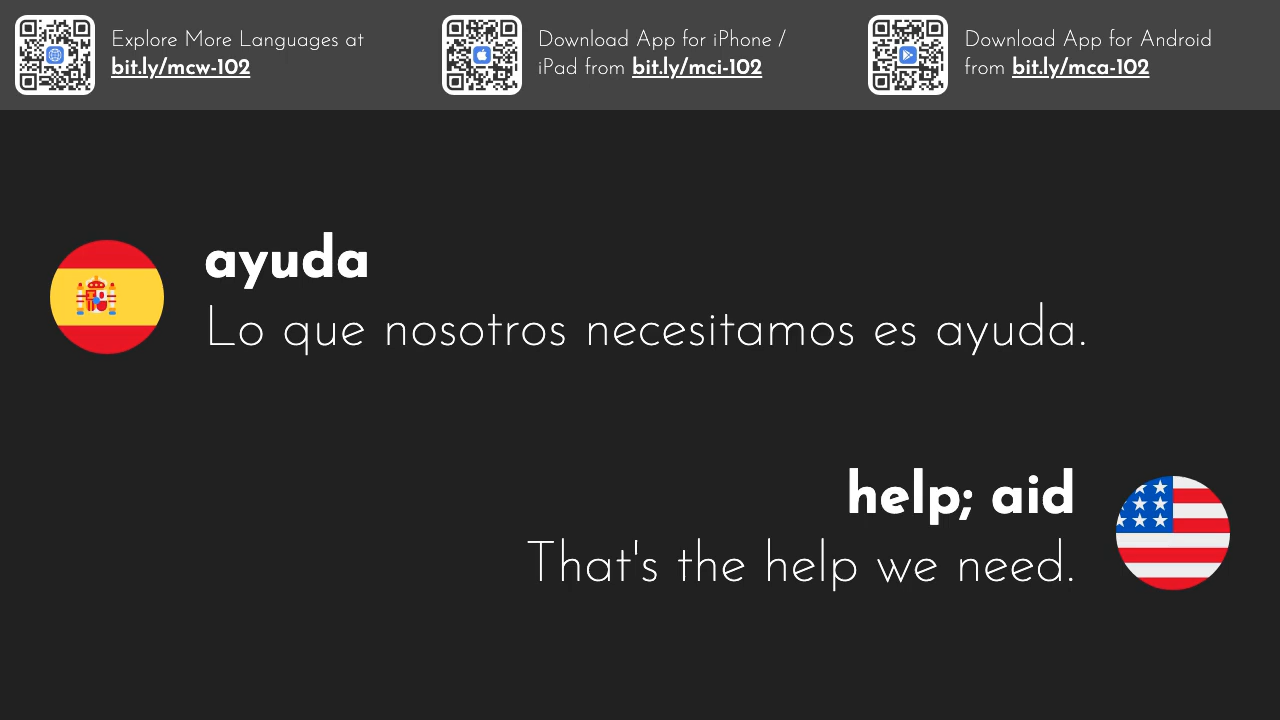 Explore More Languages at
bit.ly/mcw-102
Download App for iPhone /
iPad from bit.ly/mci-102
Download App for Android
from bit.ly/mca-102
ayuda
Lo que nosotros necesitamos es ayuda.
help; aid
That's the help we need.